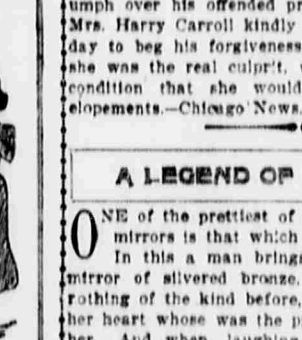 umph over his offended pr
Mrs. Harry Carroll kindly
day to beg his forgiveness
she was the real culprit,
condition that she would
elopements.—Chicago News.
A LEGEND OF
ONE of the prettiest of
mirrors is that which
In this a man brings
mirror of silvered bronze.
rothing of the kind before,
her heart whose was the p
her. And when laughing